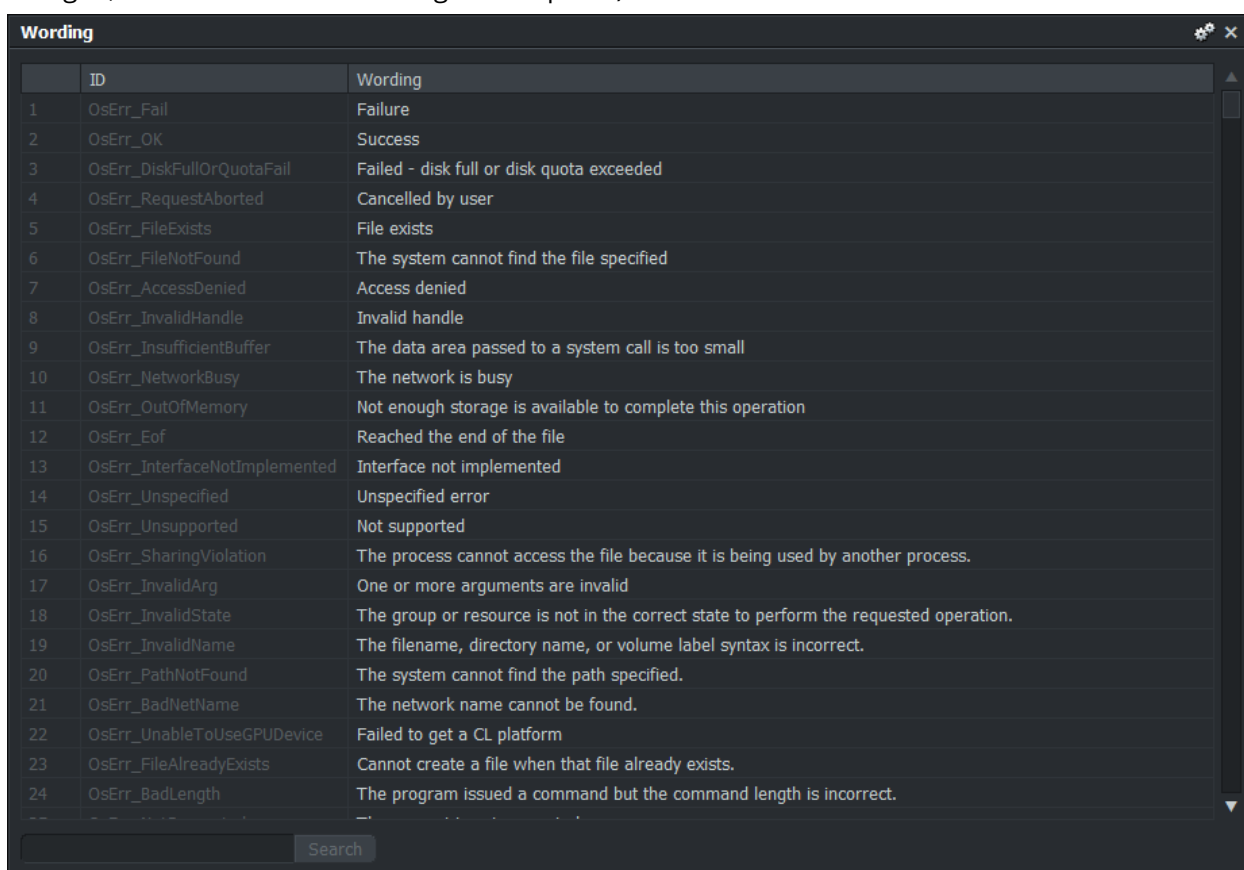 Wording
ID Wording
1 OsErr_Fail Failure
2 OsErr_OK Success
3 OsErr_DiskFullOrQuotaFail Failed - disk full or disk quota exceeded
4 OsErr_RequestAborted Cancelled by user
5 OsErr_FileExists File exists
6 OsErr_FileNotFound The system cannot find the file specified
7 OsErr_AccessDenied Access denied
8 OsErr_InvalidHandle Invalid handle
9 OsErr_InsufficientBuffer The data area passed to a system call is too small
10 OsErr_NetworkBusy The network is busy
11 OsErr_OutOfMemory Not enough storage is available to complete this operation
12 OsErr_Eof Reached the end of the file
13 OsErr_InterfaceNotImplemented Interface not implemented
14 OsErr_Unspecified Unspecified error
15 OsErr_Unsupported Not supported
16 OsErr_SharingViolation The process cannot access the file because it is being used by another process.
17 OsErr_InvalidArg One or more arguments are invalid
18 OsErr_InvalidState The group or resource is not in the correct state to perform the requested operation.
19 OsErr_InvalidName The filename, directory name, or volume label syntax is incorrect.
20 OsErr_PathNotFound The system cannot find the path specified.
21 OsErr_BadNetName The network name cannot be found.
22 OsErr_UnableToUseGPUDevice Failed to get a CL platform
23 OsErr_FileAlreadyExists Cannot create a file when that file already exists.
24 OsErr_BadLength The program issued a command but the command length is incorrect.
Search